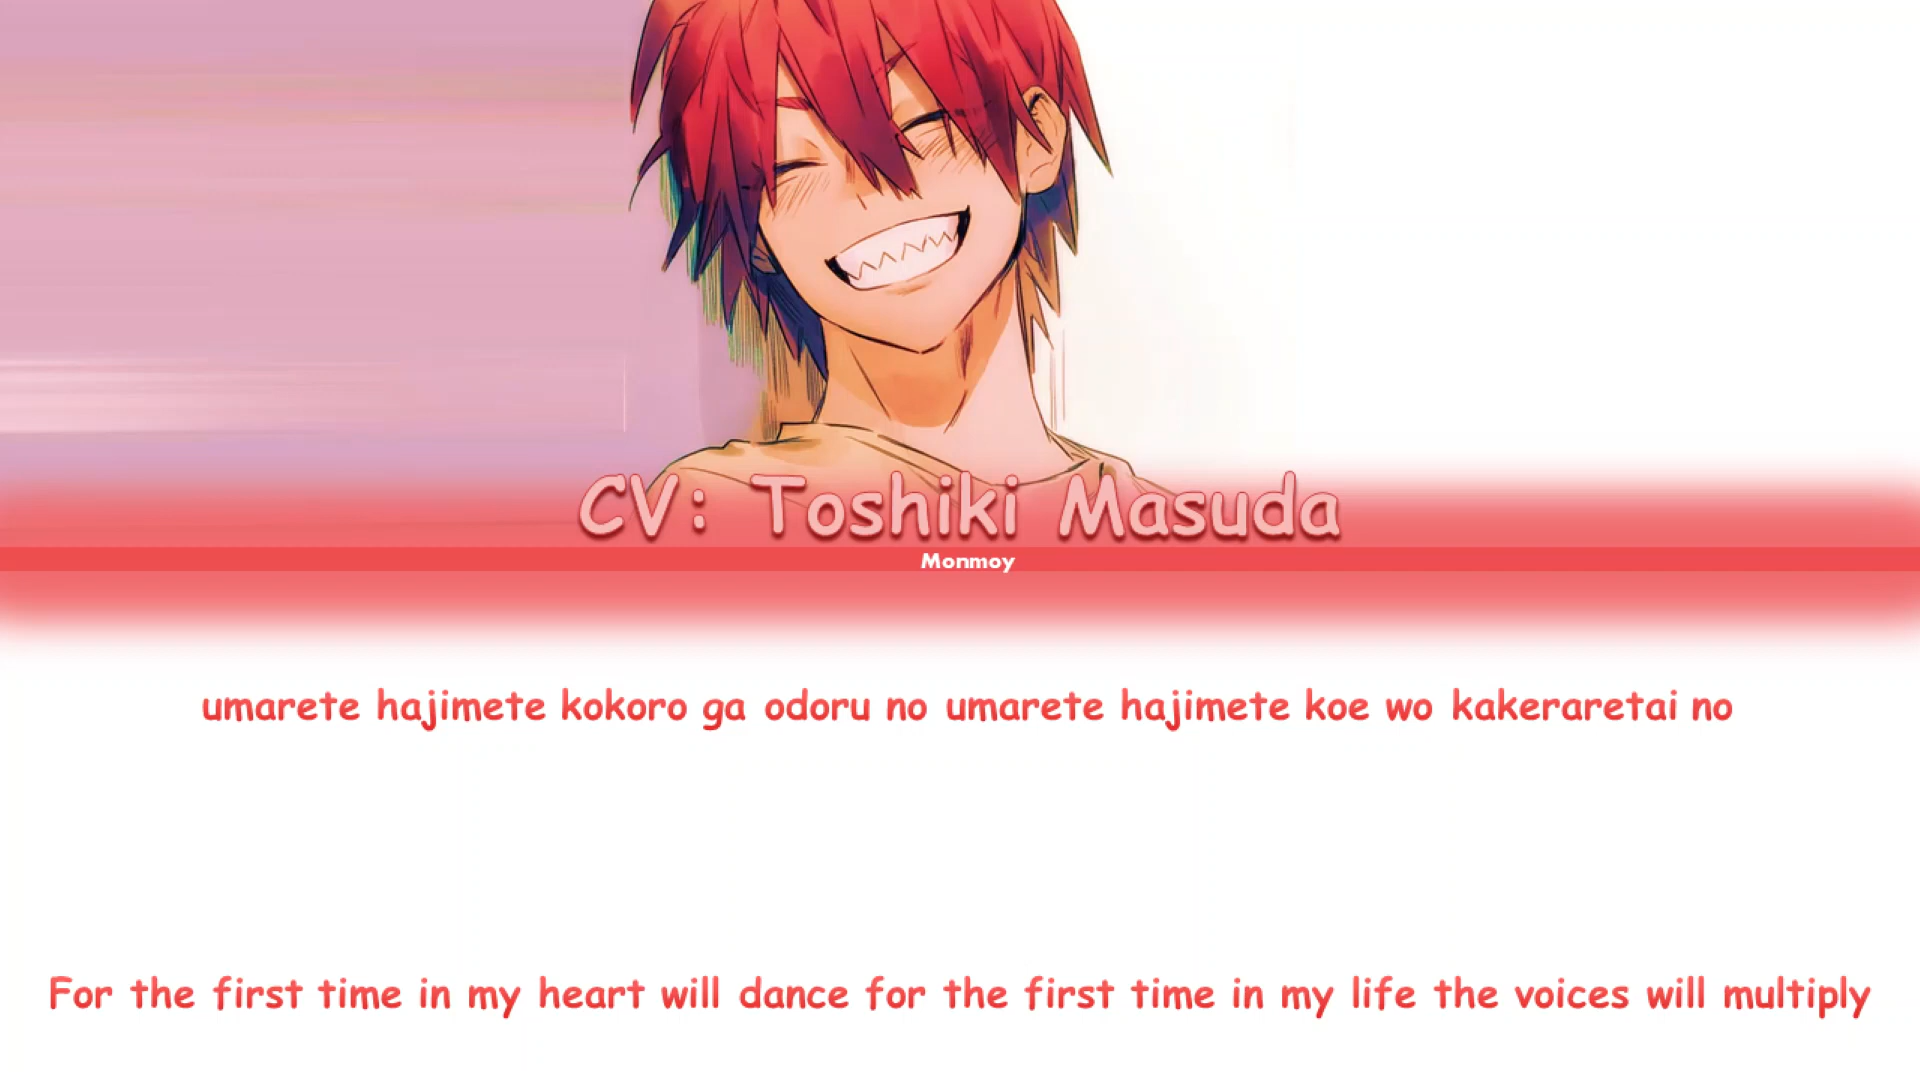 CV: Toshiki Masuda
Monmoy
umarete hajimete kokoro ga odoru no umarete hajimete koe wo kakeraretai no
For the first time in my heart will dance for the first time in my life the voices will multiply